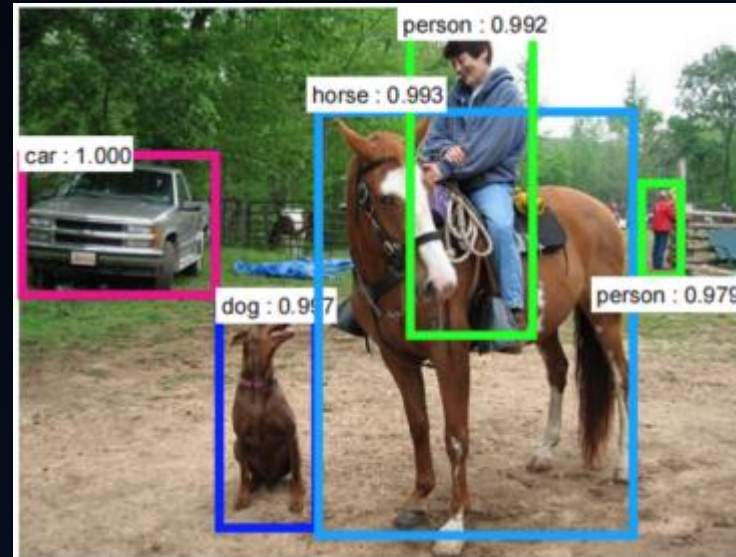 person : 0.992
horse : 0.993
car : 1.000
dog : 0.997
person : 0.979